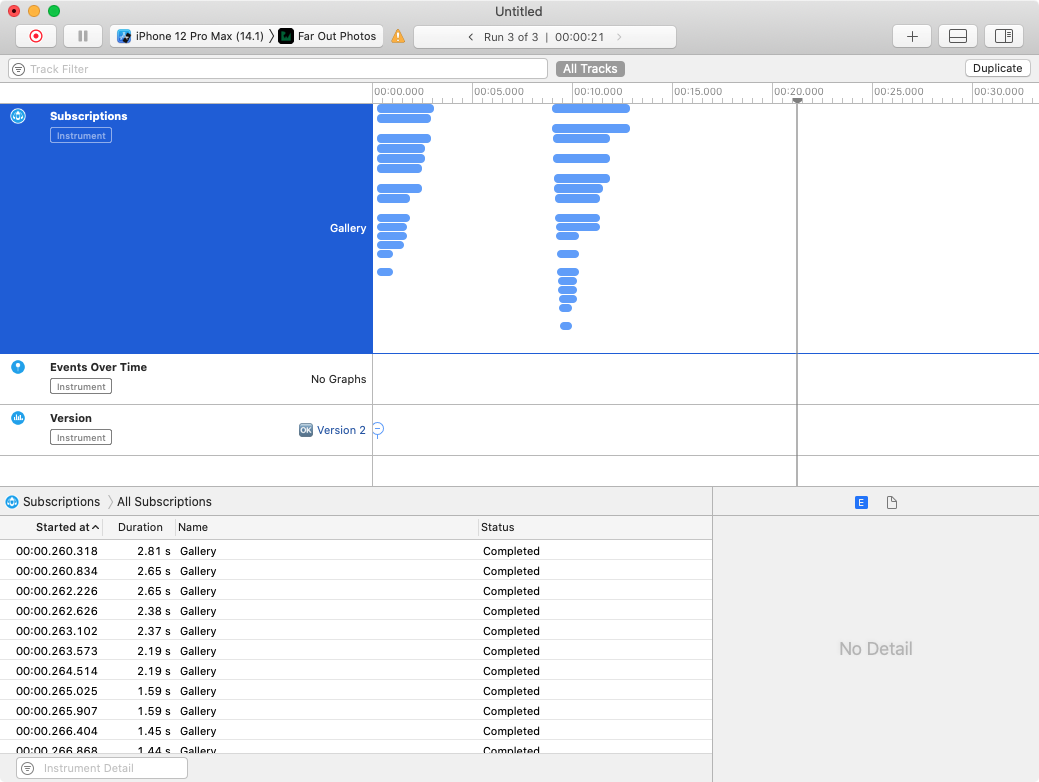 Untitled
iPhone 12 Pro Max (14.1) 〉 Far Out Photos
Run 3 of 3 | 00:00:21
Track Filter
All Tracks
Duplicate
00:00.000 00:05.000 00:10.000 00:15.000 00:20.000 00:25.000 00:30.000
Subscriptions
Instrument
Gallery
Events Over Time
Instrument
No Graphs
Version
Instrument
OK Version 2
Subscriptions 〉 All Subscriptions
E
Started at Duration Name Status
00:00.260.318 2.81 s Gallery Completed
00:00.260.834 2.65 s Gallery Completed
00:00.262.226 2.65 s Gallery Completed
00:00.262.626 2.38 s Gallery Completed
00:00.263.102 2.37 s Gallery Completed
00:00.263.573 2.19 s Gallery Completed
00:00.264.514 2.19 s Gallery Completed
00:00.265.025 1.59 s Gallery Completed
00:00.265.907 1.59 s Gallery Completed
00:00.266.404 1.45 s Gallery Completed
00:00.266.868 1.44 s Gallery Completed
No Detail
Instrument Detail